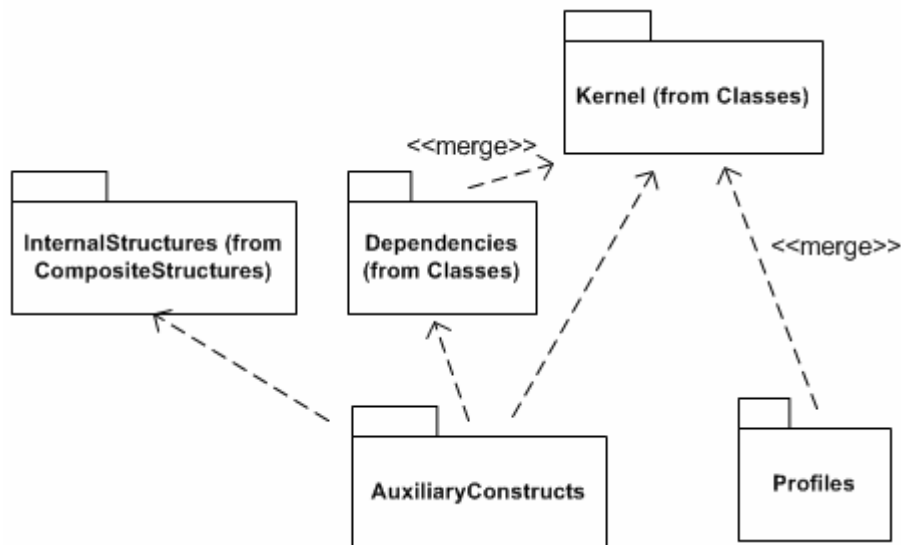 Kernel (from Classes)
<<merge>>
InternalStructures (from
CompositeStructures)
Dependencies
(from Classes)
<<merge>>
AuxiliaryConstructs
Profiles